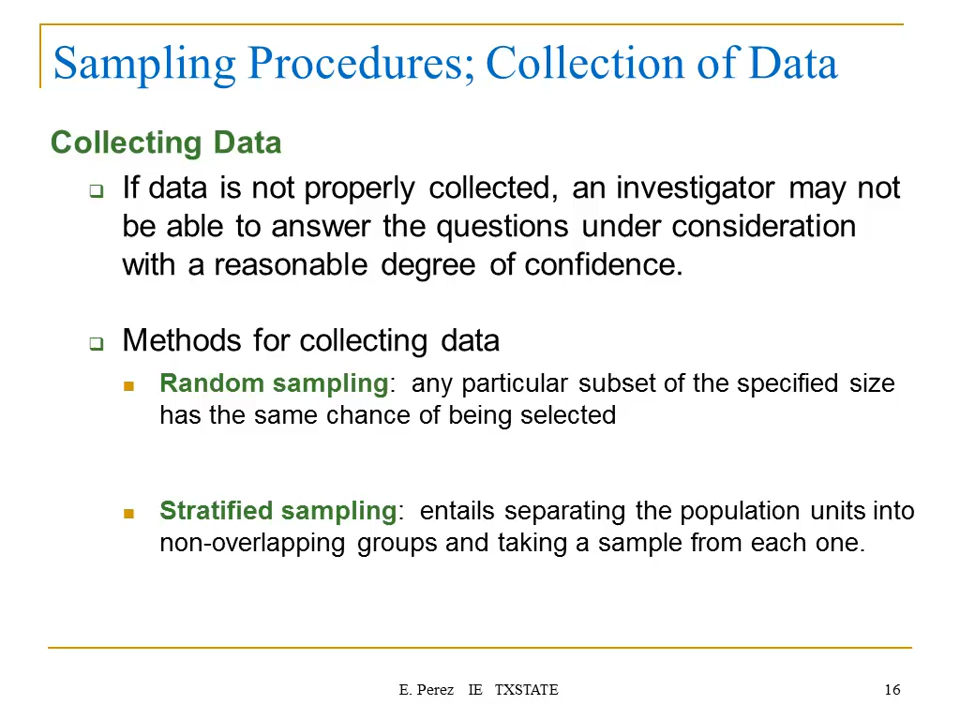 Sampling Procedures; Collection of Data
Collecting Data
If data is not properly collected, an investigator may not
be able to answer the questions under consideration
with a reasonable degree of confidence.
Methods for collecting data
Random sampling: any particular subset of the specified size
has the same chance of being selected
Stratified sampling: entails separating the population units into
non-overlapping groups and taking a sample from each one.
E. Perez IE TXSTATE 16